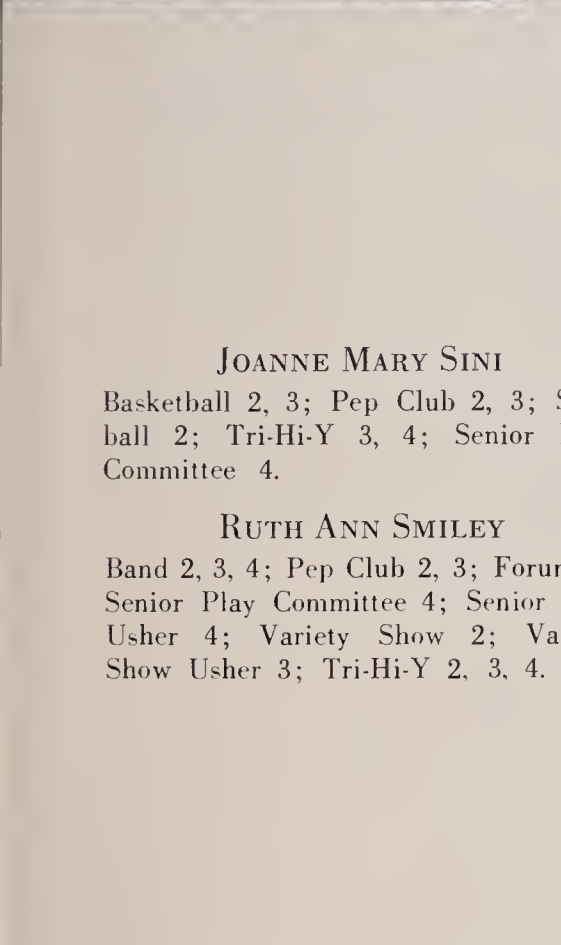 JOANNE MARY SINI
Basketball 2, 3; Pep Club 2, 3;
ball 2; Tri-Hi-Y 3, 4; Senior
Committee 4.
RUTH ANN SMILEY
Band 2, 3, 4; Pep Club 2, 3;
Senior Play Committee 4; Senior
Usher 4; Variety Show 2;
Show Usher 3; Tri-Hi-Y 2, 3, 4.